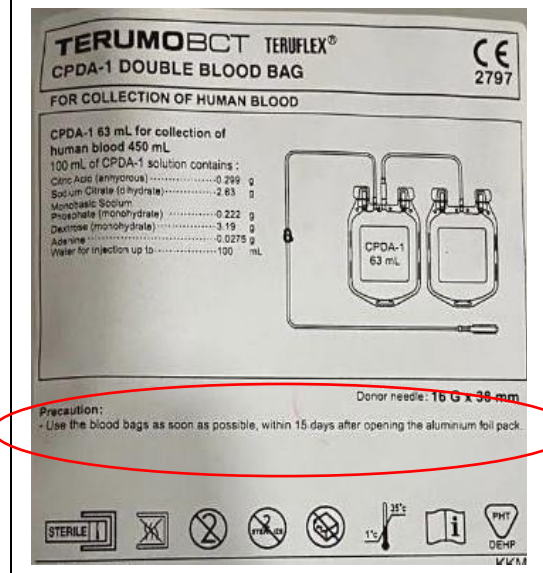 TERUMOBCT TERUFLEX®
CPDA-1 DOUBLE BLOOD BAG
CE
2797
FOR COLLECTION OF HUMAN BLOOD
CPDA-1 63 mL for collection of
human blood 450 mL
100 mL of CPDA-1 solution contains :
Citric Acid (anhydrous) 0.299 g
Sodium Citrate (dihydrate) 2.63 g
Monobasic Sodium
Phosphate (monohydrate) 0.222 g
Dextrose (monohydrate) 3.19 g
Adenine 0.0275 g
Water for injection up to 100 mL
CPDA-1
63 mL
Donor needle: 16 G x 38 mm
Precaution:
- Use the blood bags as soon as possible, within 15 days after opening the aluminium foil pack.
STERILE
2
2
1°c
35°c
i
PHT
DEHP
KKM